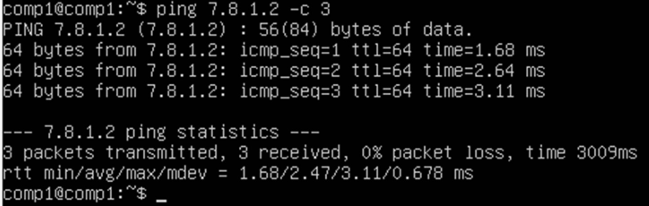 comp1@comp1:~$ ping 7.8.1.2 -c 3
PING 7.8.1.2 (7.8.1.2) : 56(84) bytes of data.
64 bytes from 7.8.1.2: icmp_seq=1 ttl=64 time=1.68 ms
64 bytes from 7.8.1.2: icmp_seq=2 ttl=64 time=2.64 ms
64 bytes from 7.8.1.2: icmp_seq=3 ttl=64 time=3.11 ms
--- 7.8.1.2 ping statistics ---
3 packets transmitted, 3 received, 0% packet loss, time 3009ms
rtt min/avg/max/mdev = 1.68/2.47/3.11/0.678 ms
comp1@comp1:~$ _